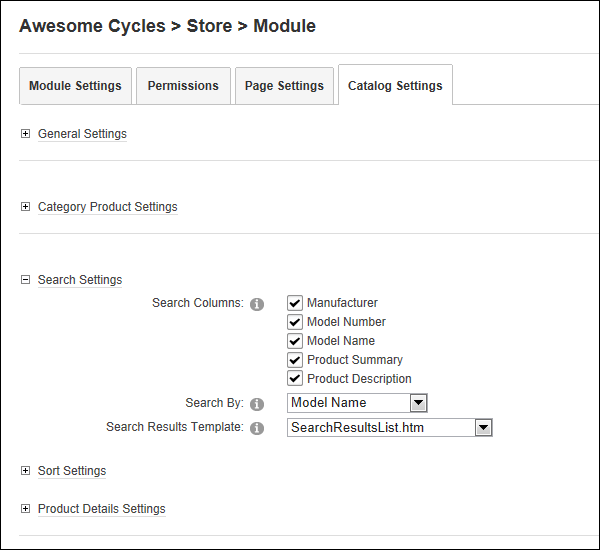 Awesome Cycles > Store > Module
Module Settings Permissions Page Settings Catalog Settings
General Settings
Category Product Settings
Search Settings
Search Columns: Manufacturer
Model Number
Model Name
Product Summary
Product Description
Search By: Model Name
Search Results Template: SearchResultsList.htm
Sort Settings
Product Details Settings